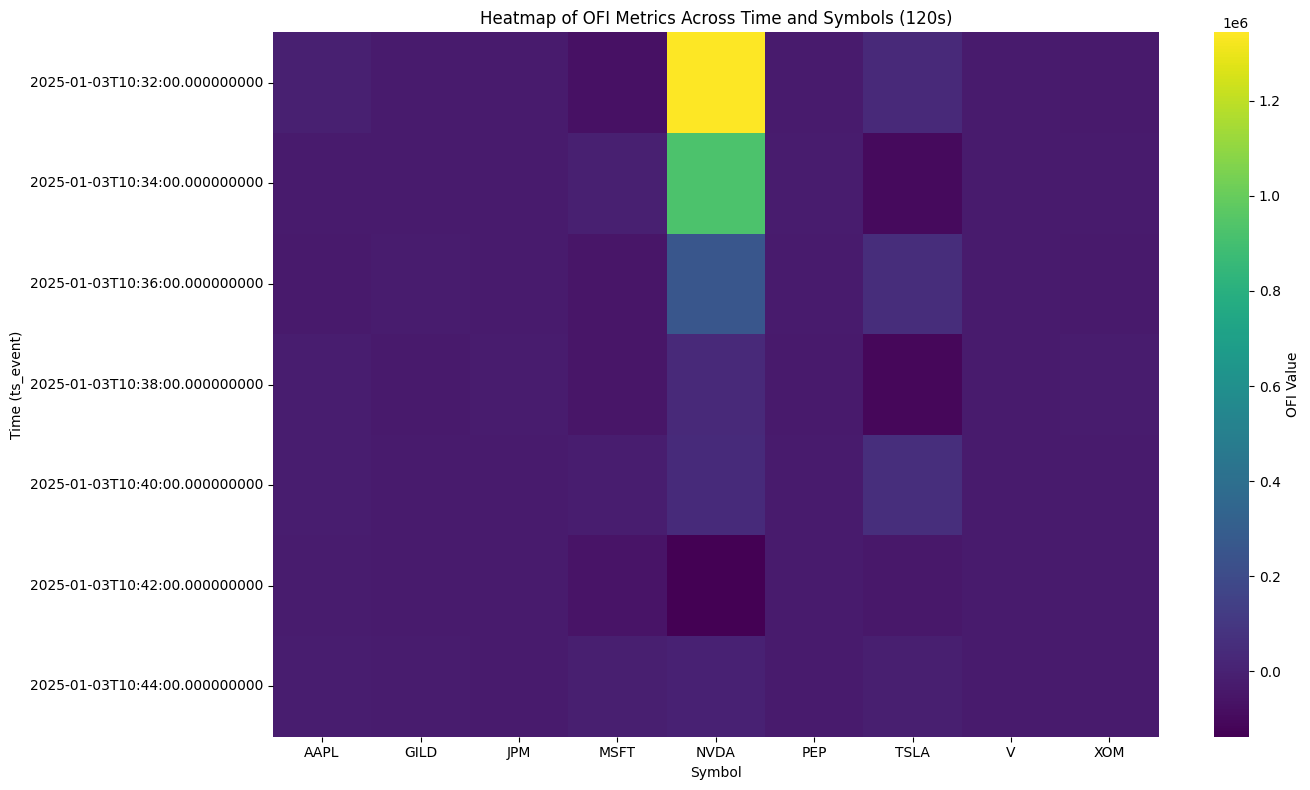 Heatmap of OFI Metrics Across Time and Symbols (120s)
1e6
2025-01-03T10:32:00.000000000
2025-01-03T10:34:00.000000000
2025-01-03T10:36:00.000000000
2025-01-03T10:38:00.000000000
2025-01-03T10:40:00.000000000
2025-01-03T10:42:00.000000000
2025-01-03T10:44:00.000000000
Time (ts_event)
AAPL GILD JPM MSFT NVDA PEP TSLA V XOM
Symbol
1.2
1.0
0.8
0.6
0.4
0.2
0.0
OFI Value